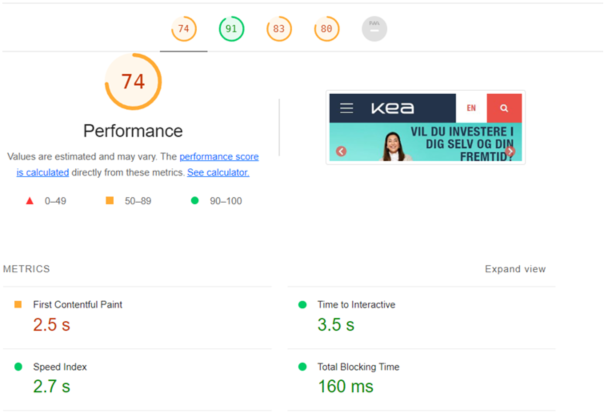 74
91
83
80
74
Performance
Values are estimated and may vary. The performance score
is calculated directly from these metrics. See calculator.
0–49
50–89
90–100
kea
EN
VIL DU INVESTERE I
DIG SELV OG DIN
FREMTID?
METRICS
Expand view
First Contentful Paint
2.5 s
Time to Interactive
3.5 s
Speed Index
2.7 s
Total Blocking Time
160 ms